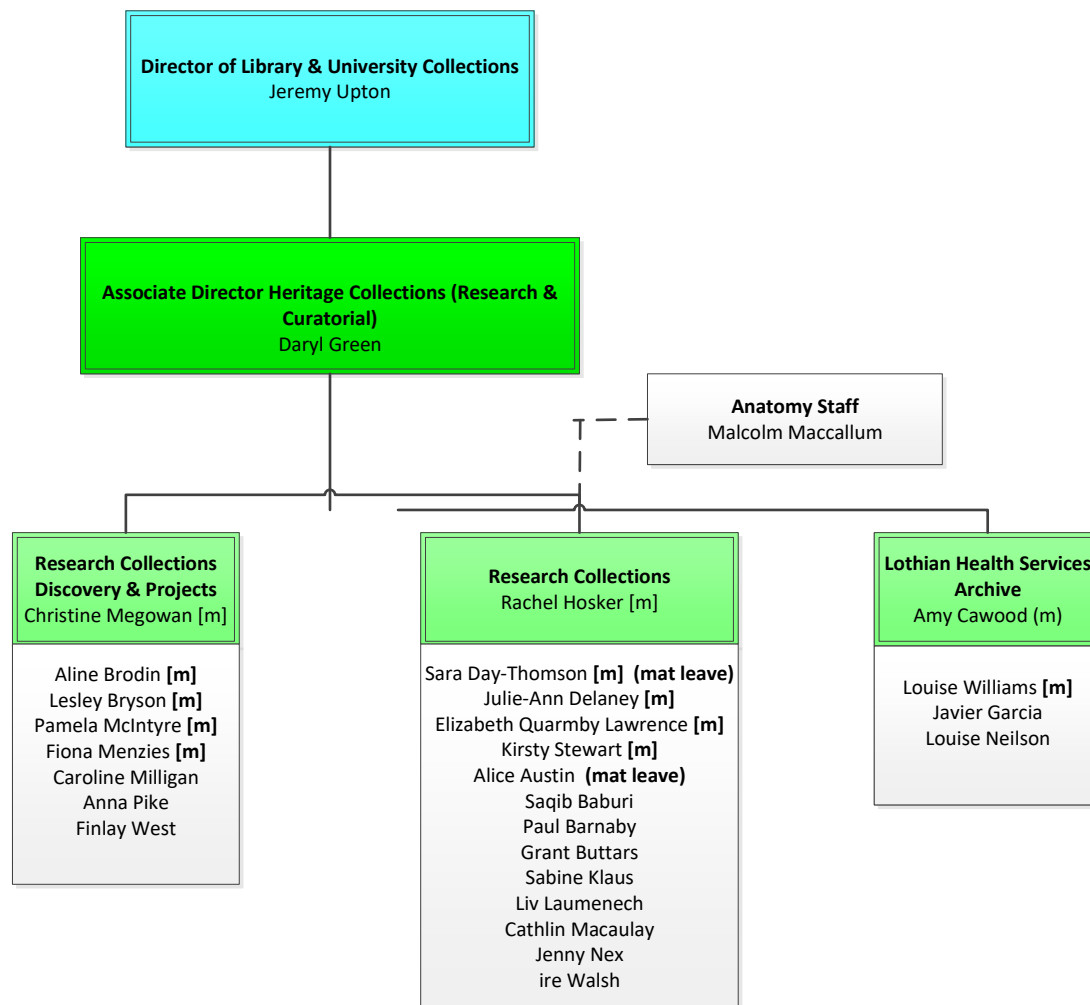 Director of Library & University Collections
Jeremy Upton
Associate Director Heritage Collections (Research &
Curatorial)
Daryl Green
Anatomy Staff
Malcolm Maccallum
Research Collections
Discovery & Projects
Christine Megowan [m]
Aline Brodin [m]
Lesley Bryson [m]
Pamela McIntyre [m]
Fiona Menzies [m]
Caroline Milligan
Anna Pike
Finlay West
Research Collections
Rachel Hosker [m]
Sara Day-Thomson [m] (mat leave)
Julie-Ann Delaney [m]
Elizabeth Quarmby Lawrence [m]
Kirsty Stewart [m]
Alice Austin (mat leave)
Saqib Baburi
Paul Barnaby
Grant Buttars
Sabine Klaus
Liv Laumenech
Cathlin Macaulay
Jenny Nex
ire Walsh
Lothian Health Services
Archive
Amy Cawood (m)
Louise Williams [m]
Javier Garcia
Louise Neilson